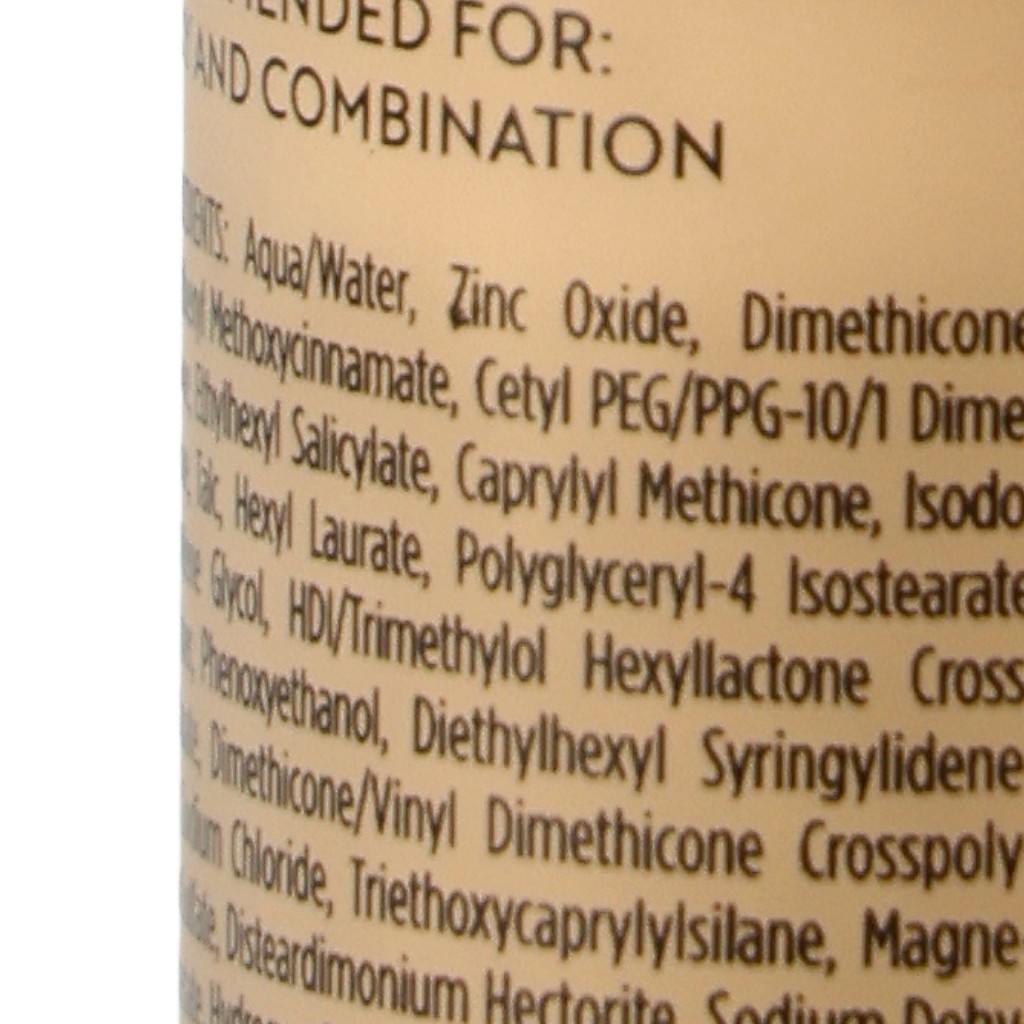 FOR:
AND COMBINATION
Aqua/Water, Zinc Oxide, Dimethicone
Methoxycinnamate, Cetyl PEG/PPG-10/1 Dime
Ethylhexyl Salicylate, Caprylyl Methicone, Isodo
Talc, Hexyl Laurate, Polyglyceryl-4 Isostearate
Glycol, HDI/Trimethylol Hexyllactone Cross
Phenoxyethanol, Diethylhexyl Syringylidene
Dimethicone/Vinyl Dimethicone Crosspoly
Chloride, Triethoxycaprylylsilane, Magne
Disteardimonium Hectorite, Sodium Dehy